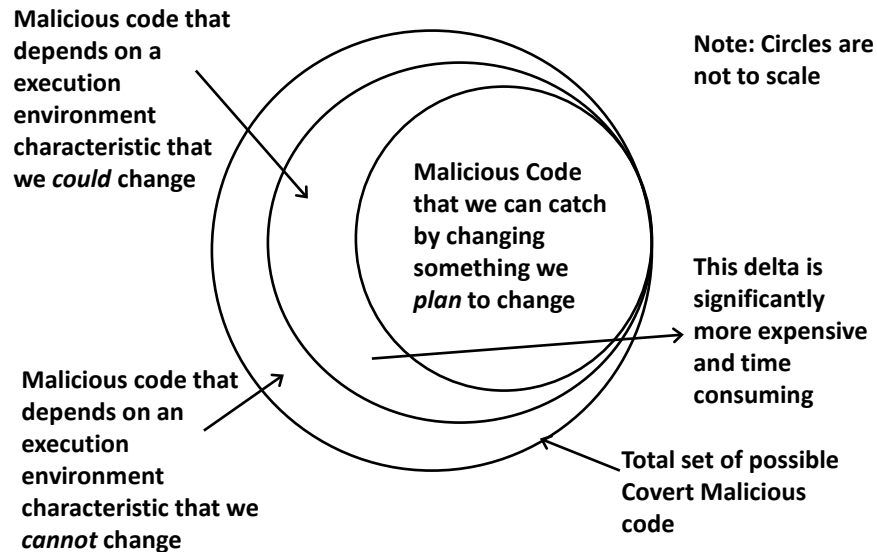 Malicious code that
depends on a
execution
environment
characteristic that
we could change
Note: Circles are
not to scale
Malicious Code
that we can catch
by changing
something we
plan to change
This delta is
significantly
more expensive
and time
consuming
Malicious code that
depends on an
execution
environment
characteristic that we
cannot change
Total set of possible
Covert Malicious
code